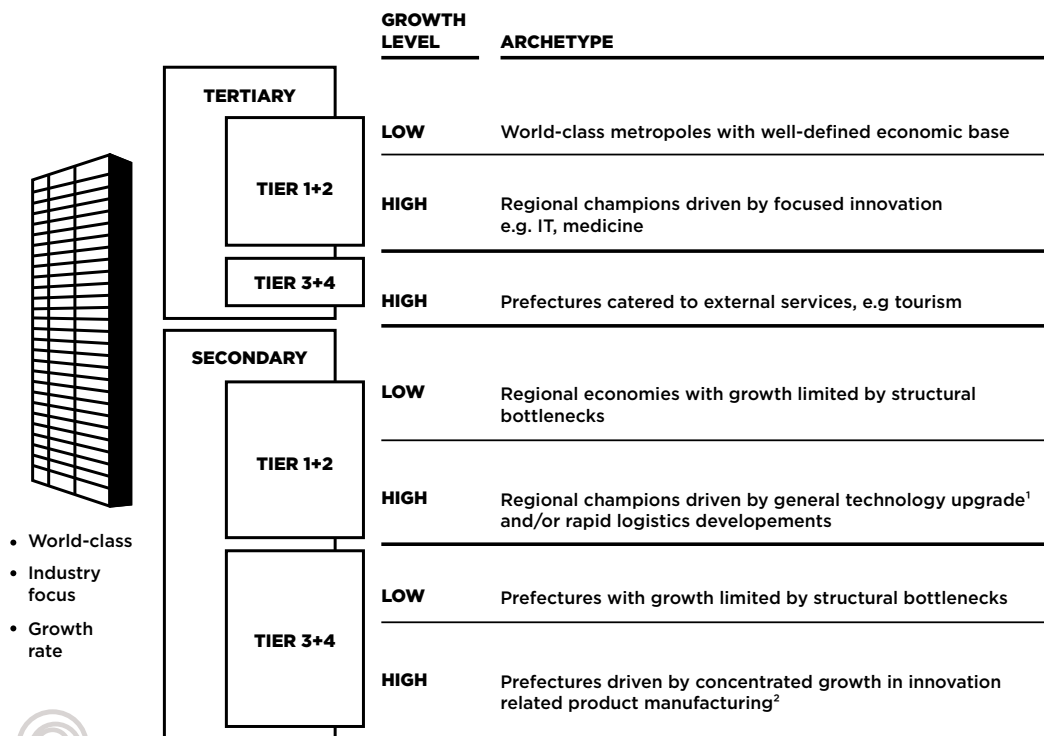 GROWTH
LEVEL
ARCHETYPE
TERTIARY
TIER 1+2
LOW
World-class metropoles with well-defined economic base
HIGH
Regional champions driven by focused innovation
e.g. IT, medicine
TIER 3+4
HIGH
Prefectures catered to external services, e.g tourism
SECONDARY
TIER 1+2
LOW
Regional economies with growth limited by structural
bottlenecks
HIGH
Regional champions driven by general technology upgrade¹
and/or rapid logistics developements
TIER 3+4
LOW
Prefectures with growth limited by structural bottlenecks
HIGH
Prefectures driven by concentrated growth in innovation
related product manufacturing²
• World-class
• Industry
focus
• Growth
rate